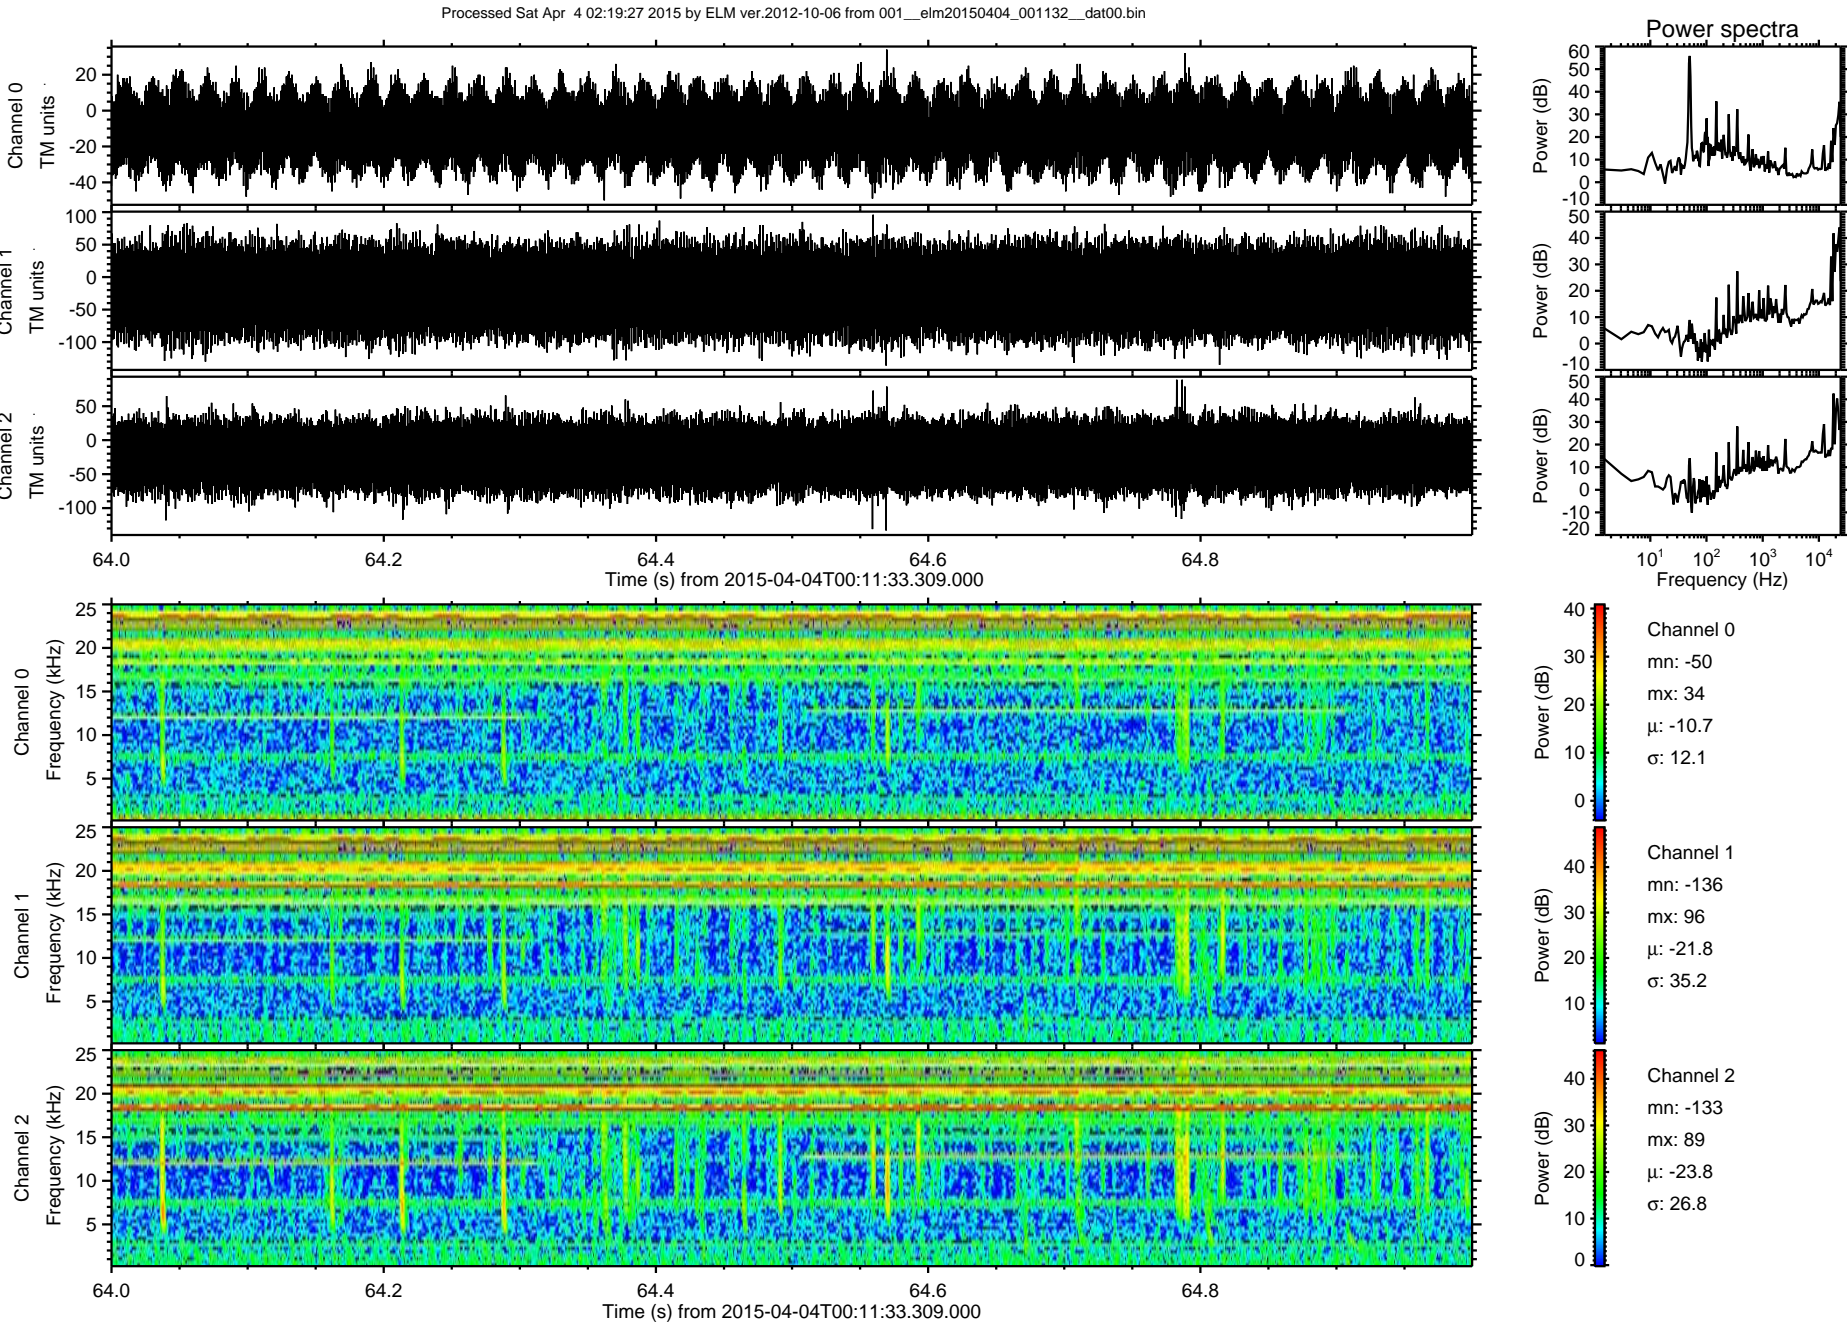 Processed Sat Apr  4 02:19:27 2015 by ELM ver.2012-10-06 from 001__elm20150404_001132__dat00.bin
Power spectra
Channel 0
TM units
20
0
-20
-40
Power (dB)
60
50
40
30
20
10
0
-10
Channel 1
TM units
100
50
0
-50
-100
Power (dB)
50
40
30
20
10
0
-10
Channel 2
TM units
50
0
-50
-100
Power (dB)
50
40
30
20
10
0
-10
-20
64.0 64.2 64.4 64.6 64.8
Time (s) from 2015-04-04T00:11:33.309.000
10^1 10^2 10^3 10^4
Frequency (Hz)
Channel 0
Frequency (kHz)
25
20
15
10
5
Power (dB)
40
30
20
10
0
Channel 0
mn: -50
mx: 34
μ: -10.7
σ: 12.1
Channel 1
Frequency (kHz)
25
20
15
10
5
Power (dB)
40
30
20
10
Channel 1
mn: -136
mx: 96
μ: -21.8
σ: 35.2
Channel 2
Frequency (kHz)
25
20
15
10
5
Power (dB)
40
30
20
10
0
Channel 2
mn: -133
mx: 89
μ: -23.8
σ: 26.8
64.0 64.2 64.4 64.6 64.8
Time (s) from 2015-04-04T00:11:33.309.000